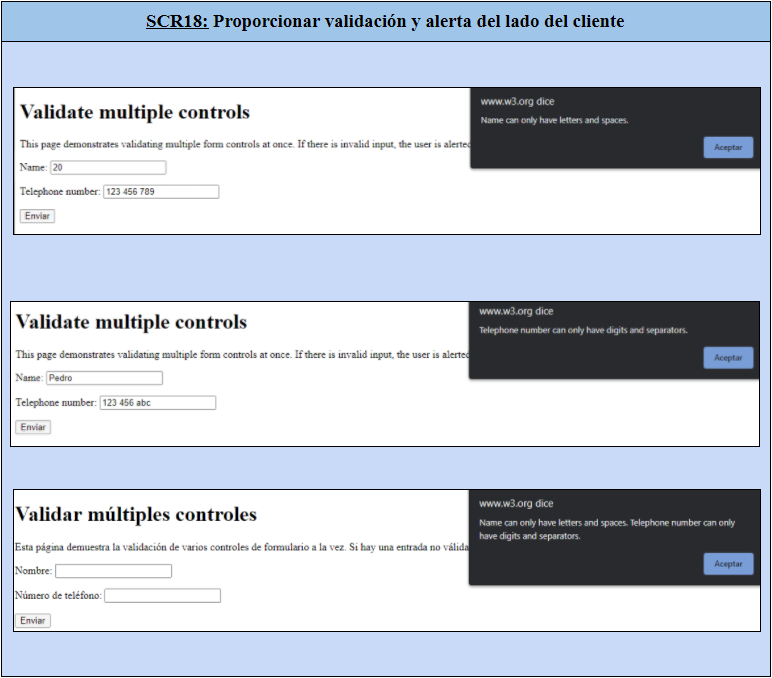 SCR18: Proporcionar validación y alerta del lado del cliente
Validate multiple controls
This page demonstrates validating multiple form controls at once. If there is invalid input, the user is alerted
Name: 20
Telephone number: 123 456 789
Enviar
www.w3.org dice
Name can only have letters and spaces.
Aceptar
Validate multiple controls
This page demonstrates validating multiple form controls at once. If there is invalid input, the user is alerted
Name: Pedro
Telephone number: 123 456 abc
Enviar
www.w3.org dice
Telephone number can only have digits and separators.
Aceptar
Validar múltiples controles
Esta página demuestra la validación de varios controles de formulario a la vez. Si hay una entrada no válida
Nombre:
Número de teléfono:
Enviar
www.w3.org dice
Name can only have letters and spaces. Telephone number can only
have digits and separators.
Aceptar